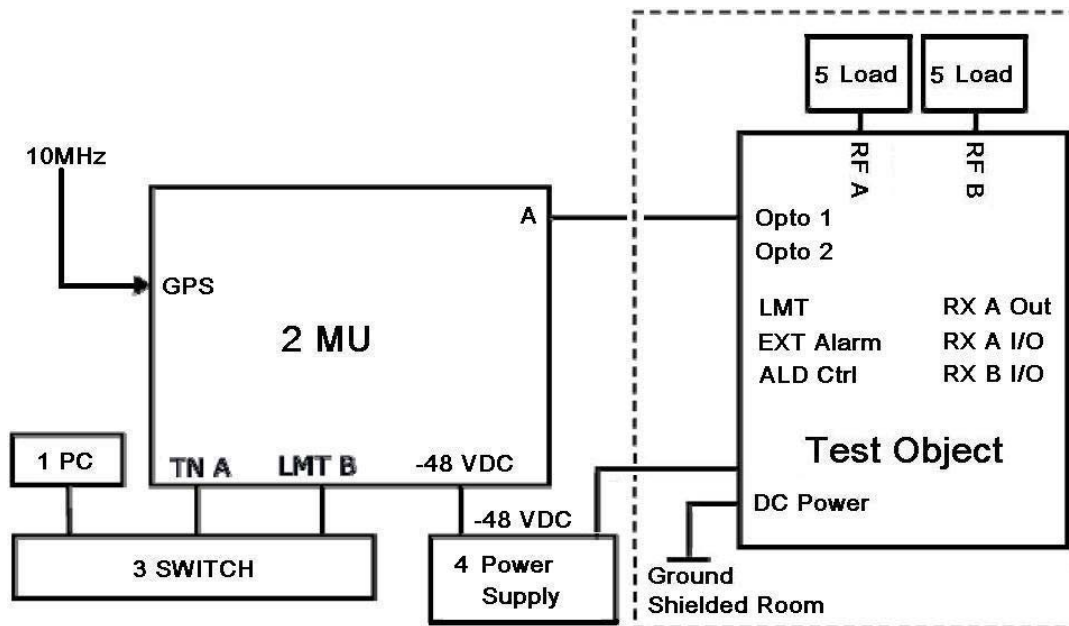 5 Load
5 Load
10MHz
RF A
RF B
A
Opto 1
Opto 2
GPS
2 MU
LMT
RX A Out
EXT Alarm
RX A I/O
ALD Ctrl
RX B I/O
Test Object
1 PC
TN A
LMT B
-48 VDC
DC Power
-48 VDC
3 SWITCH
4 Power
Supply
Ground
Shielded Room